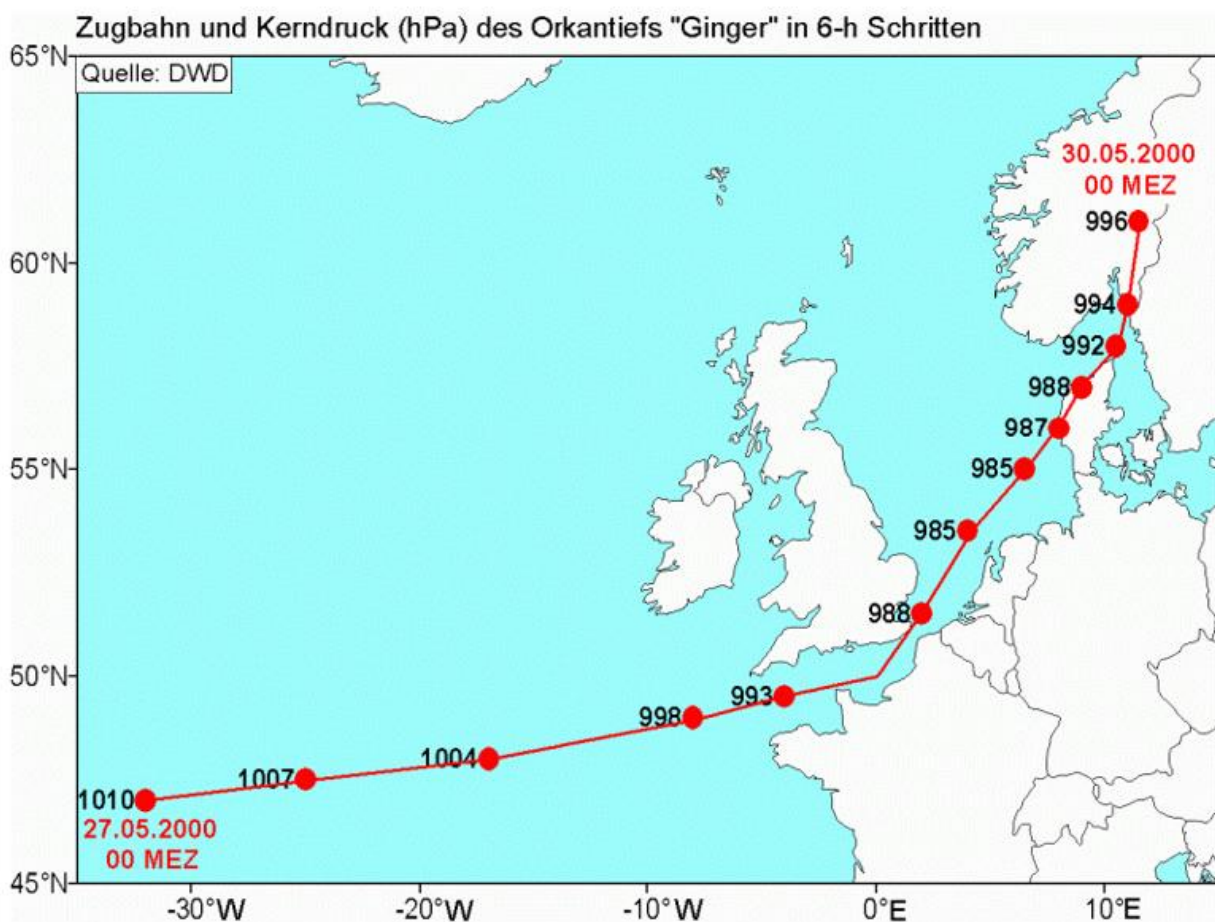 Zugbahn und Kerndruck (hPa) des Orkantiefs "Ginger" in 6-h Schritten
65°N
Quelle: DWD
30.05.2000
00 MEZ
996
60°N
994
992
988
987
55°N
985
985
988
50°N
993
998
1004
1007
1010
27.05.2000
00 MEZ
45°N
-30°W
-20°W
-10°W
0°E
10°E